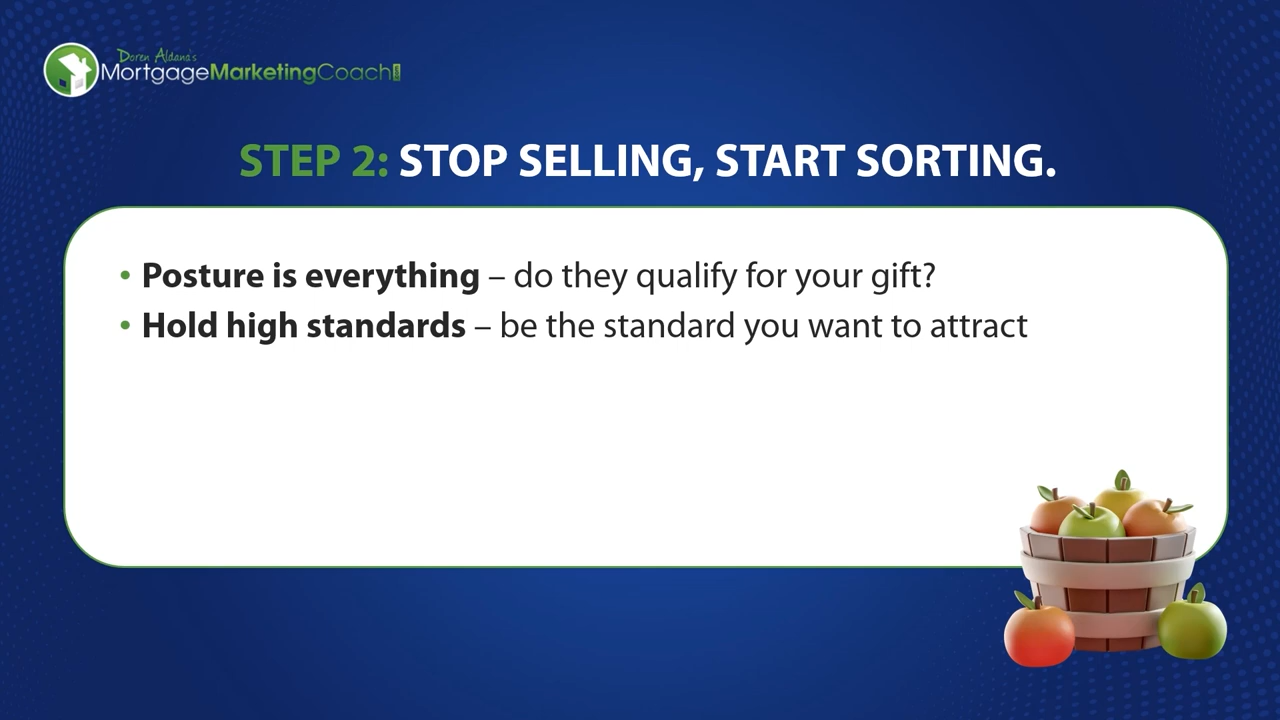 Doren Aldana's
MortgageMarketingCoach
STEP 2: STOP SELLING, START SORTING.
• Posture is everything – do they qualify for your gift?
• Hold high standards – be the standard you want to attract